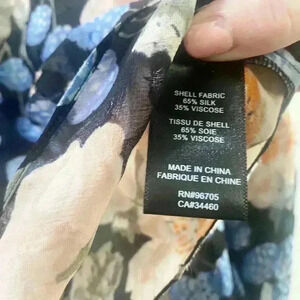 SHELL FABRIC
65% SILK
35% VISCOSE
TISSU DE SHELL
65% SOIE
35% VISCOSE
MADE IN CHINA
FABRIQUE EN CHINE
RN#96705
CA#34460